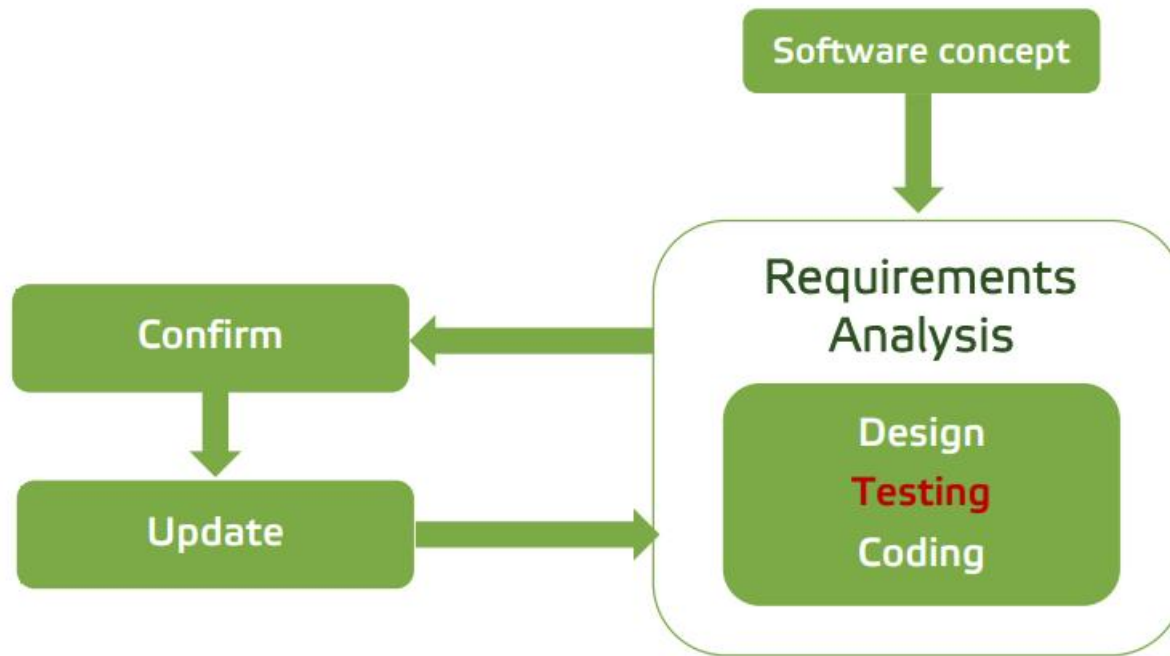 Software concept
Requirements
Analysis
Confirm
Design
Testing
Update
Coding